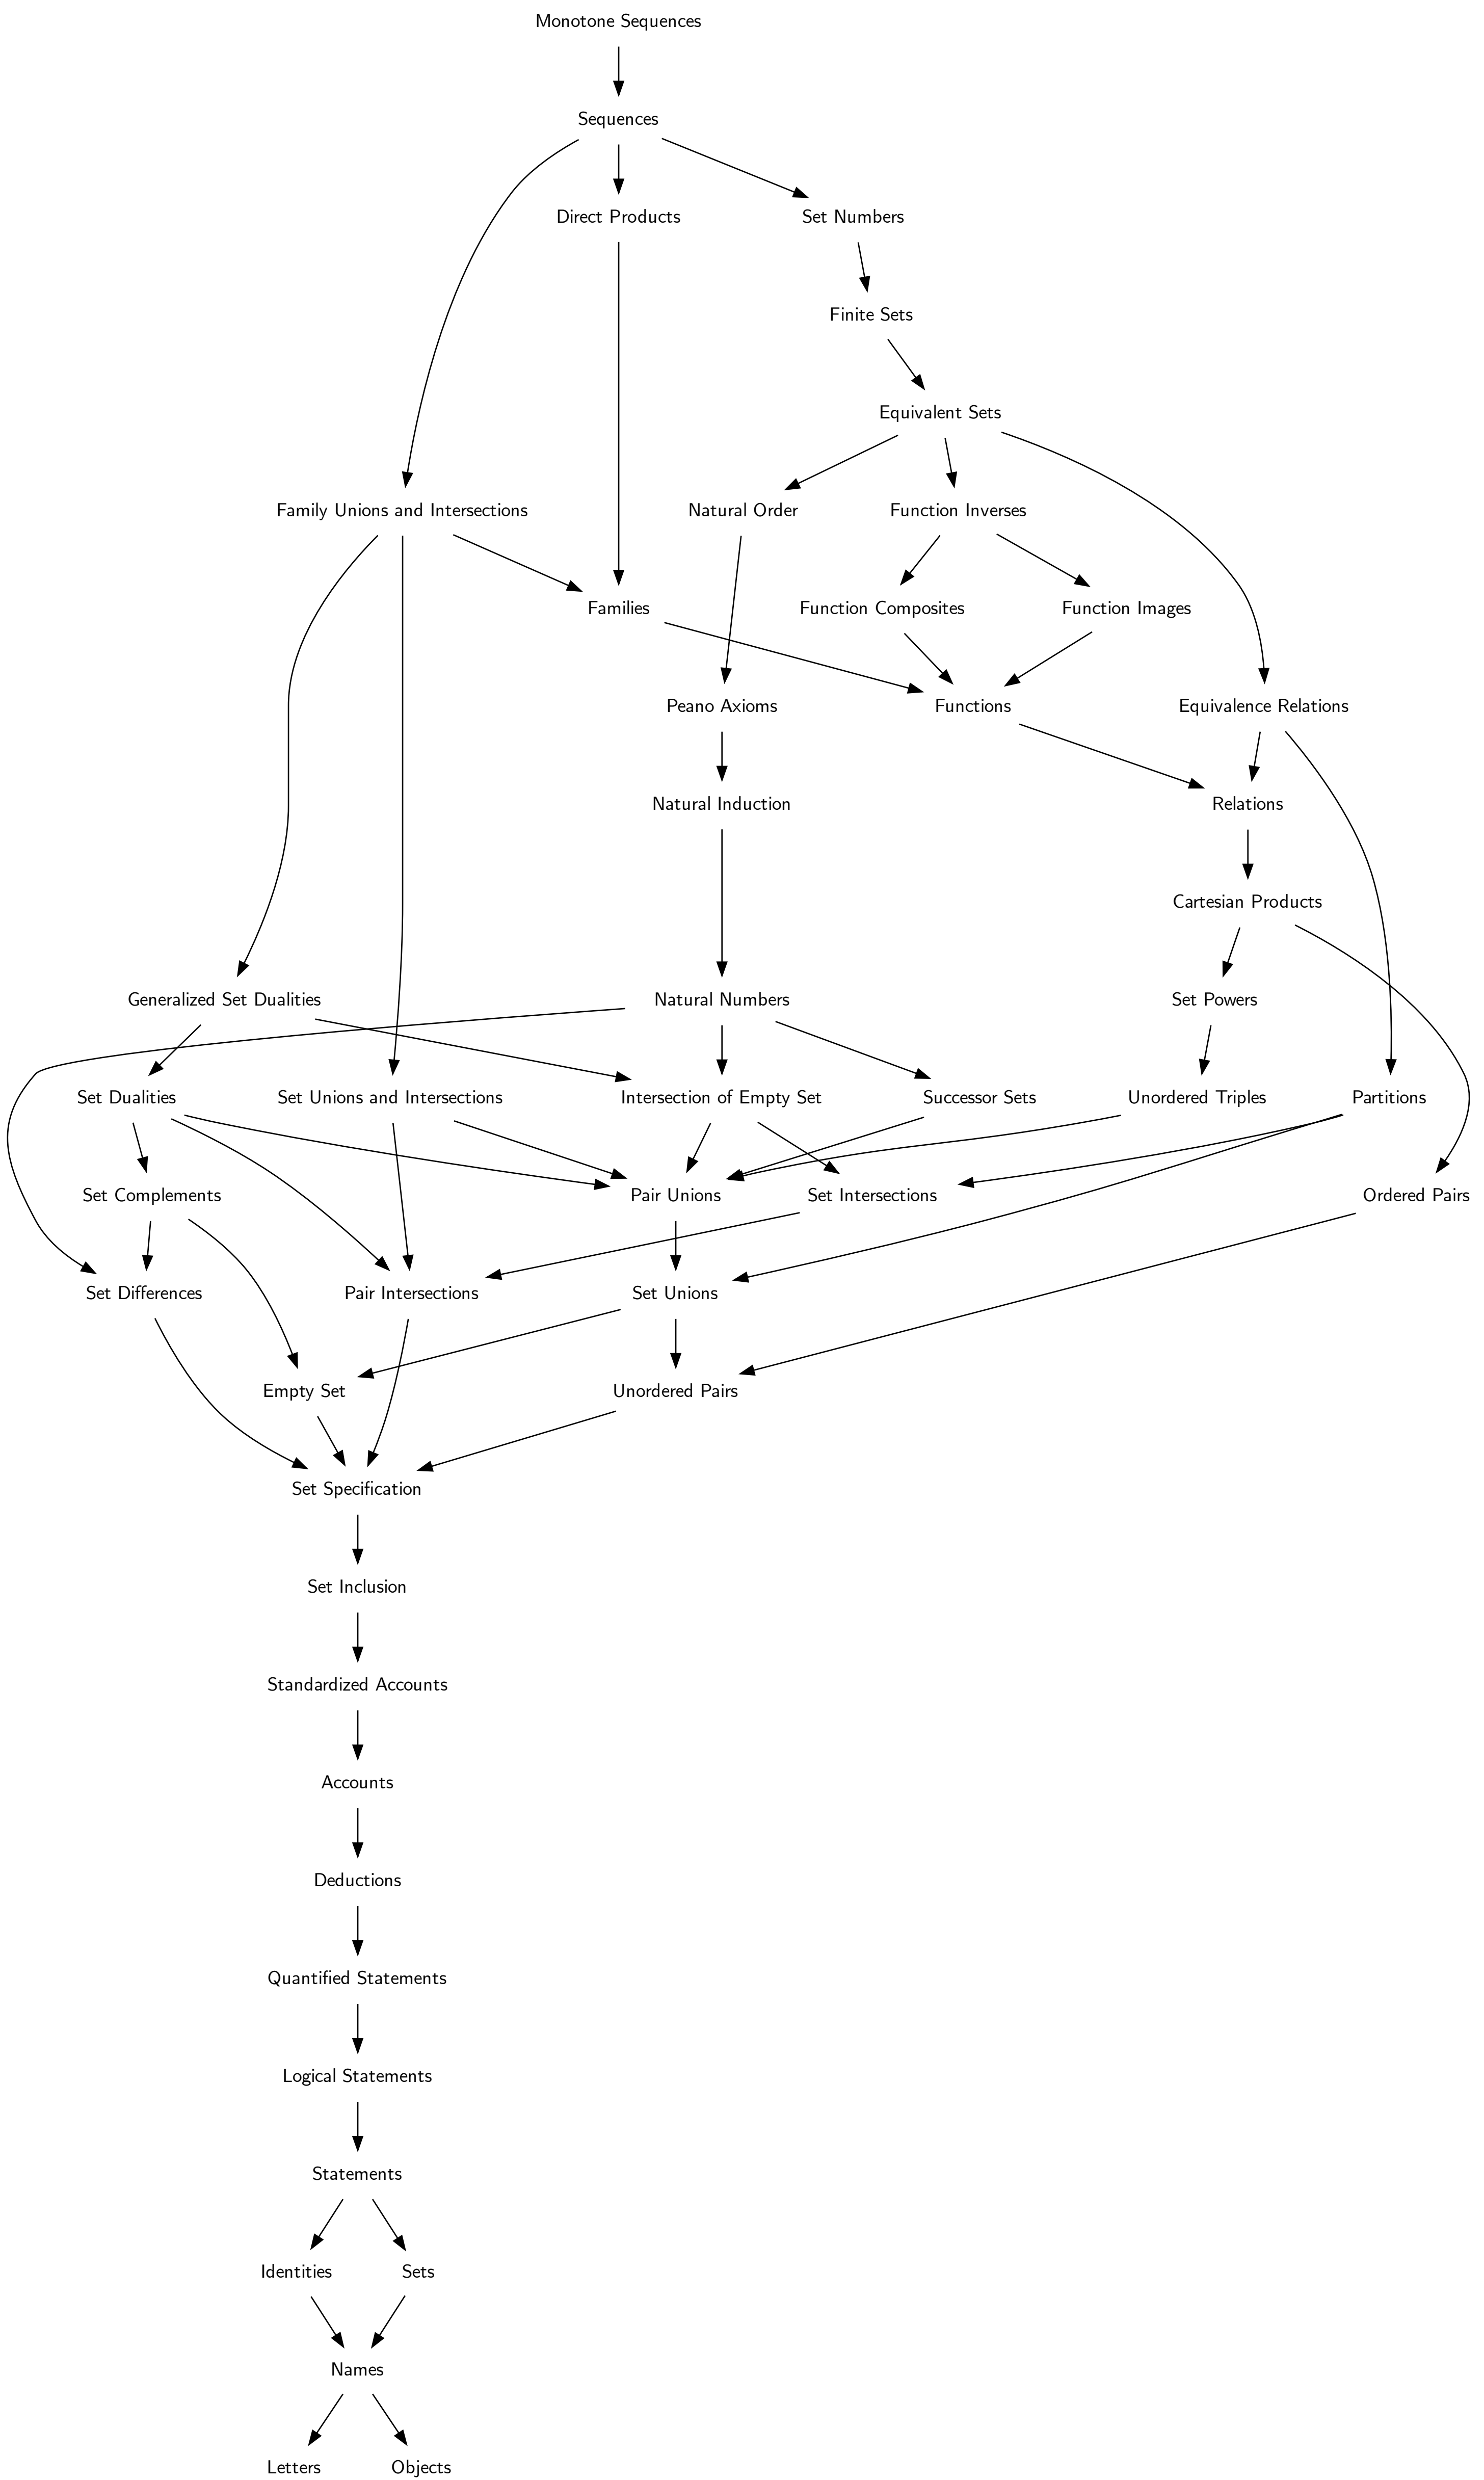 Monotone Sequences
Sequences
Direct Products
Set Numbers
Finite Sets
Equivalent Sets
Family Unions and Intersections
Natural Order
Function Inverses
Families
Function Composites
Function Images
Peano Axioms
Functions
Equivalence Relations
Natural Induction
Relations
Cartesian Products
Generalized Set Dualities
Natural Numbers
Set Powers
Set Dualities
Set Unions and Intersections
Intersection of Empty Set
Successor Sets
Unordered Triples
Partitions
Set Complements
Pair Unions
Set Intersections
Ordered Pairs
Set Differences
Pair Intersections
Set Unions
Empty Set
Unordered Pairs
Set Specification
Set Inclusion
Standardized Accounts
Accounts
Deductions
Quantified Statements
Logical Statements
Statements
Identities
Sets
Names
Letters
Objects